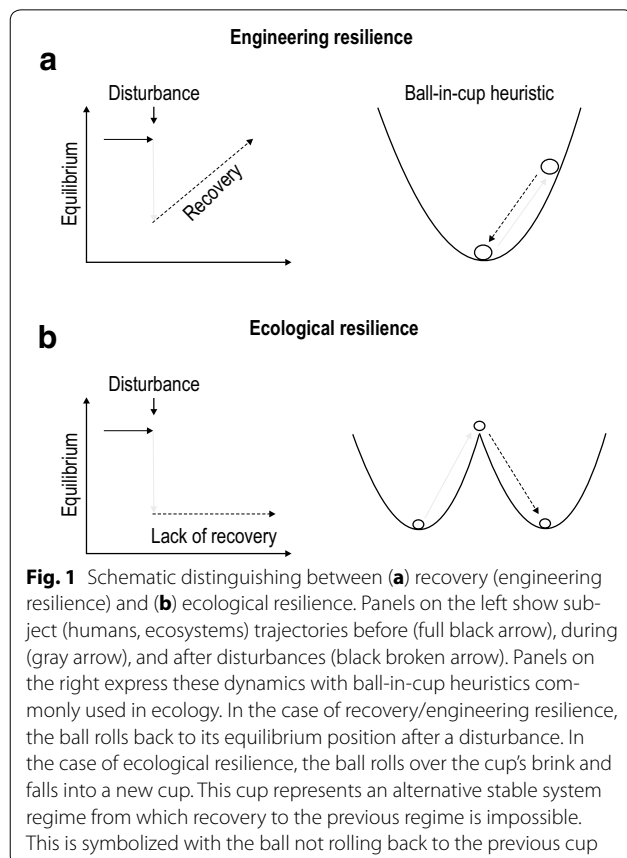 Engineering resilience
a
Disturbance
Ball-in-cup heuristic
Equilibrium
Recovery
Ecological resilience
b
Disturbance
Equilibrium
Lack of recovery
Fig. 1 Schematic distinguishing between (a) recovery (engineering
resilience) and (b) ecological resilience. Panels on the left show sub-
ject (humans, ecosystems) trajectories before (full black arrow), during
(gray arrow), and after disturbances (black broken arrow). Panels on
the right express these dynamics with ball-in-cup heuristics com-
monly used in ecology. In the case of recovery/engineering resilience,
the ball rolls back to its equilibrium position after a disturbance. In
the case of ecological resilience, the ball rolls over the cup’s brink and
falls into a new cup. This cup represents an alternative stable system
regime from which recovery to the previous regime is impossible.
This is symbolized with the ball not rolling back to the previous cup